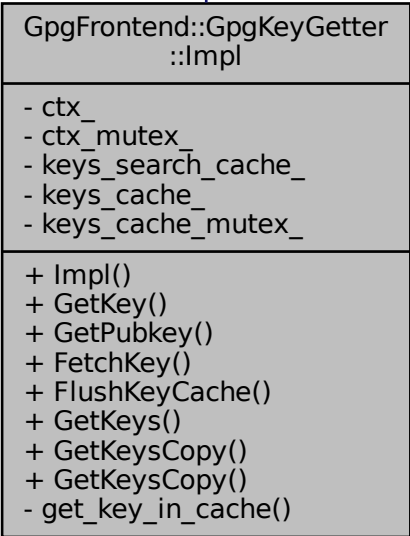 GpgFrontend::GpgKeyGetter
::Impl
- ctx_
- ctx_mutex_
- keys_search_cache_
- keys_cache_
- keys_cache_mutex_
+ Impl()
+ GetKey()
+ GetPubkey()
+ FetchKey()
+ FlushKeyCache()
+ GetKeys()
+ GetKeysCopy()
+ GetKeysCopy()
- get_key_in_cache()